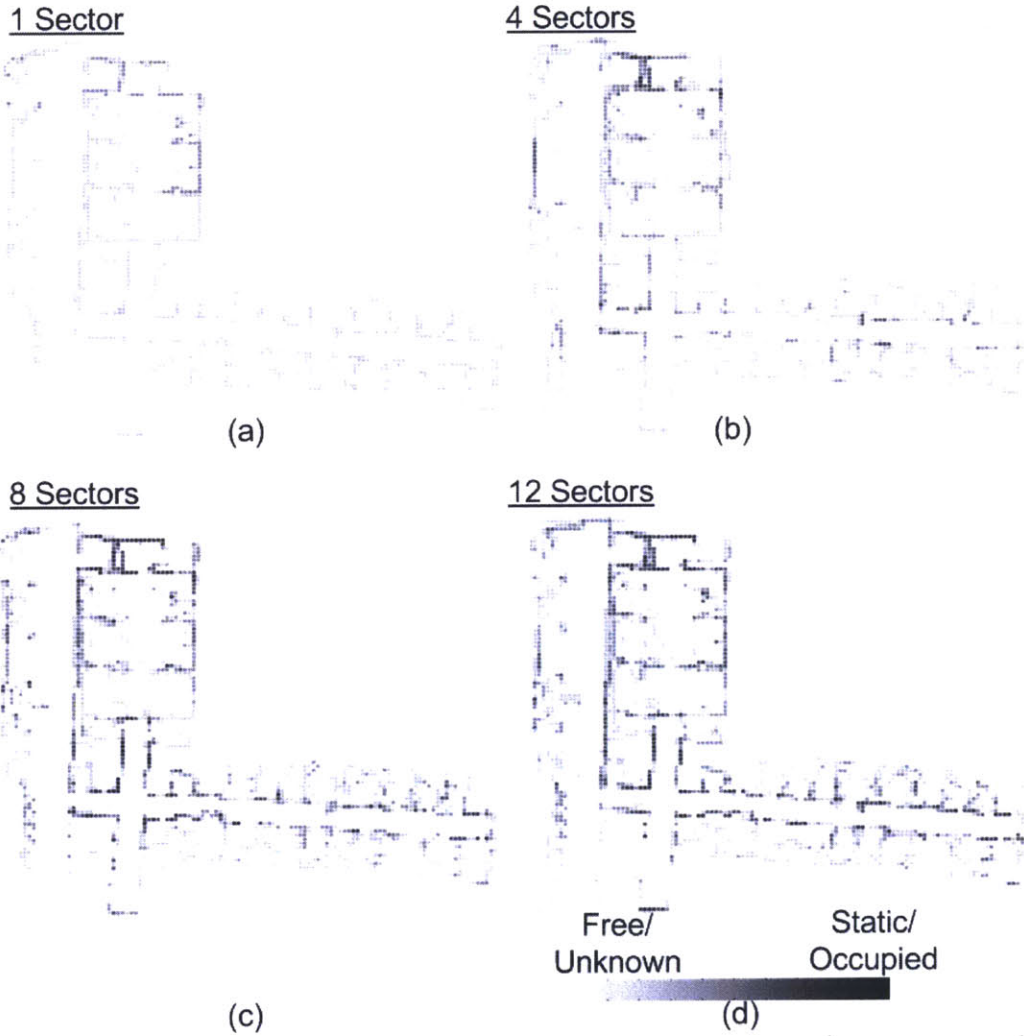 1 Sector
4 Sectors
(a)
(b)
8 Sectors
12 Sectors
Free/
Unknown
Static/
Occupied
(c)
(d)